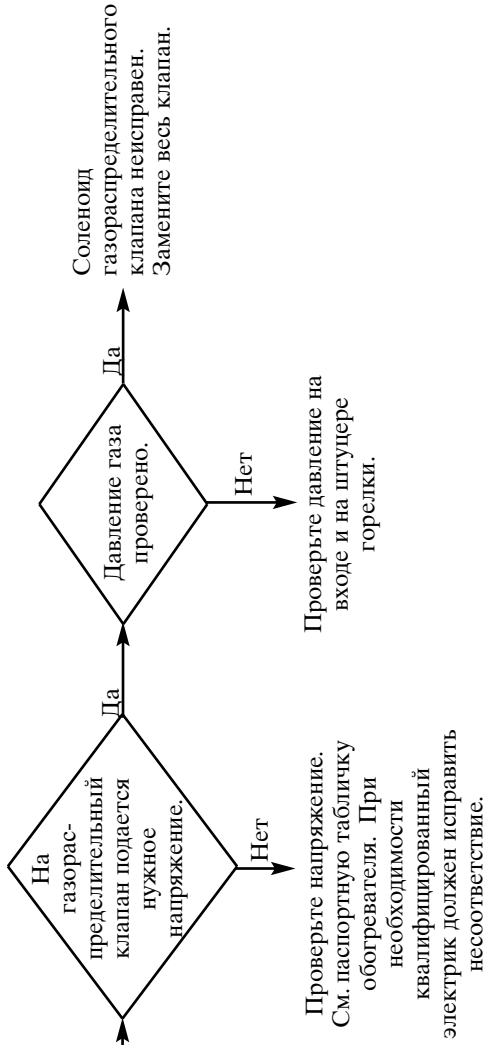 На
газорас-
пределительный
клапан подается
нужное
напряжение.
Да
Нет
Проверьте напряжение.
См. паспортную табличку
обогревателя. При
необходимости
квалифицированный
электрик должен исправить
несоответствие.
Давление газа
проверено.
Да
Нет
Проверьте давление на
входе и на штуцере
горелки.
Соленоид
газораспределительного
клапана неисправен.
Замените весь клапан.